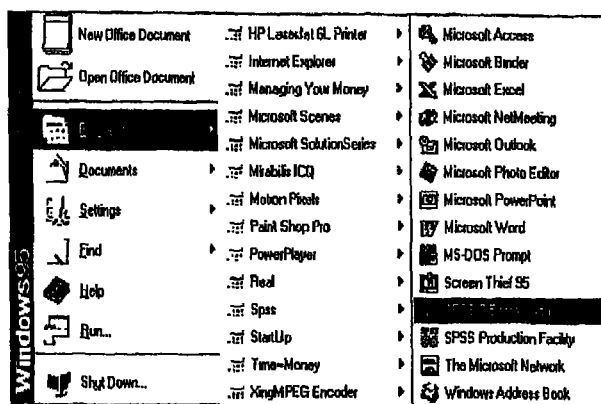 New Office Document
Open Office Document
Documents
Settings
Find
Help
Run...
Shut Down...
Windows95
HP LaserJet 6L Printer
Internet Explorer
Managing Your Money
Microsoft Scenes
Microsoft SolutionSeries
Mirabilis ICQ
Motion Pixels
Paint Shop Pro
PowerPlayer
Real
Spss
StartUp
Time-Money
XingMPEG Encoder
Microsoft Access
Microsoft Binder
Microsoft Excel
Microsoft NetMeeting
Microsoft Outlook
Microsoft Photo Editor
Microsoft PowerPoint
Microsoft Word
MS-DOS Prompt
Screen Thief 95
SPSS Production Facility
The Microsoft Network
Windows Address Book